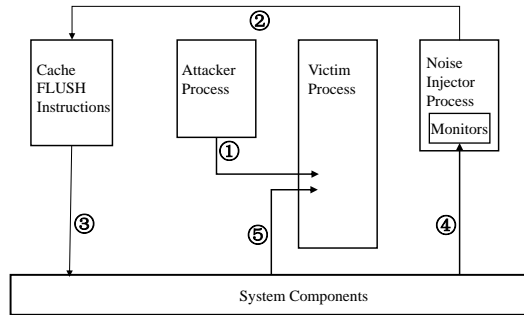 ②
Cache
FLUSH
Instructions
Attacker
Process
Victim
Process
Noise
Injector
Process
Monitors
①
③
⑤
④
System Components